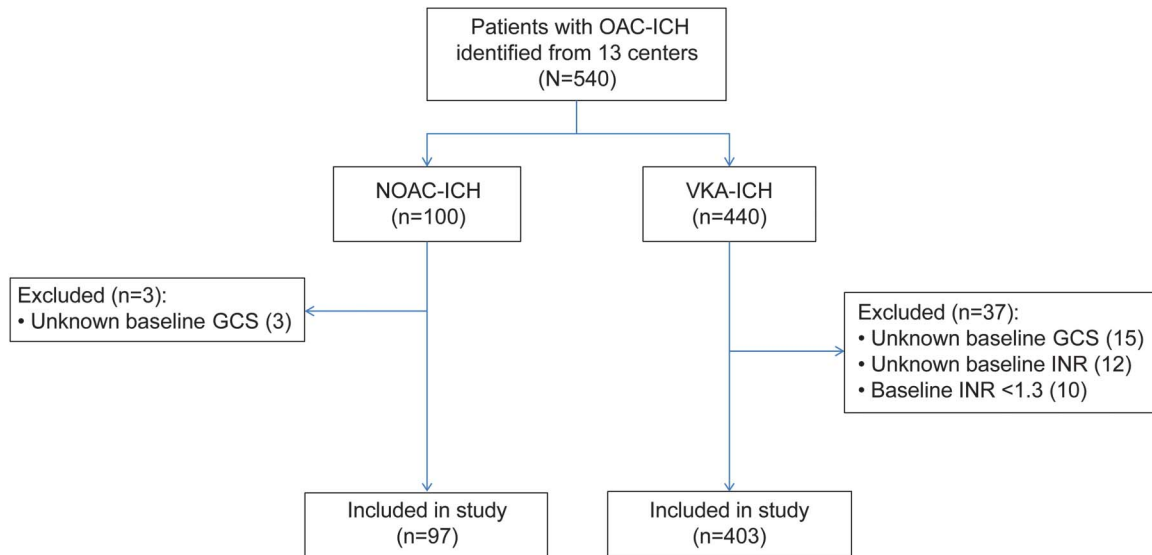 Patients with OAC-ICH
identified from 13 centers
(N=540)
NOAC-ICH
(n=100)
VKA-ICH
(n=440)
Excluded (n=3):
• Unknown baseline GCS (3)
Excluded (n=37):
• Unknown baseline GCS (15)
• Unknown baseline INR (12)
• Baseline INR <1.3 (10)
Included in study
(n=97)
Included in study
(n=403)